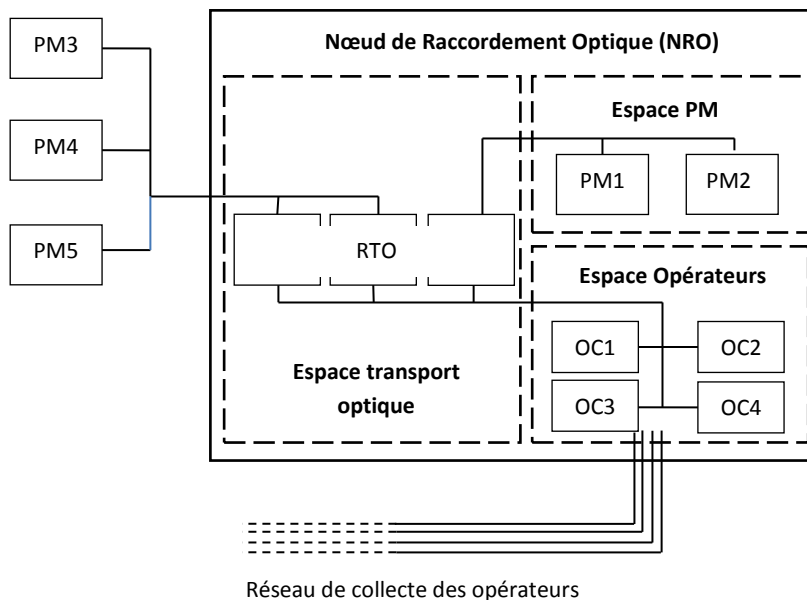 PM3
PM4
PM5
Nœud de Raccordement Optique (NRO)
Espace PM
PM1
PM2
RTO
Espace Opérateurs
OC1
OC2
OC3
OC4
Espace transport
optique
Réseau de collecte des opérateurs